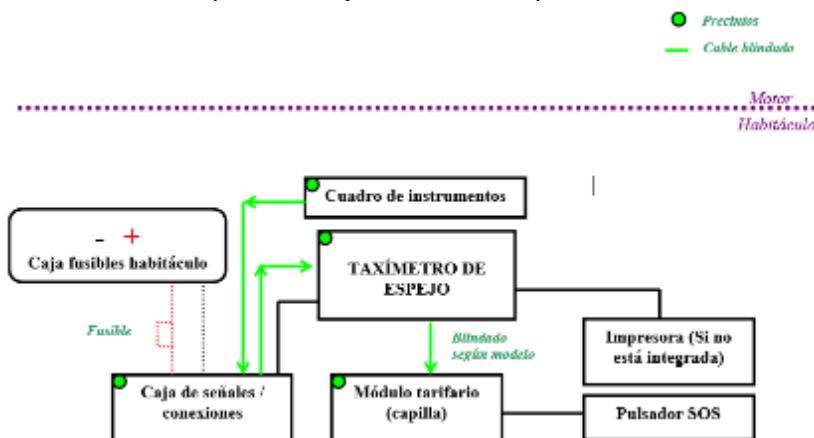 Precintos
Cable blindado
Motor
Habitáculo
Cuadro de instrumentos
- +
Caja fusibles habitáculo
TAXÍMETRO DE
ESPEJO
Fusible
Blindado
según modelo
Impresora (Si no
está integrada)
Caja de señales /
conexiones
Módulo tarifario
(capilla)
Pulsador SOS